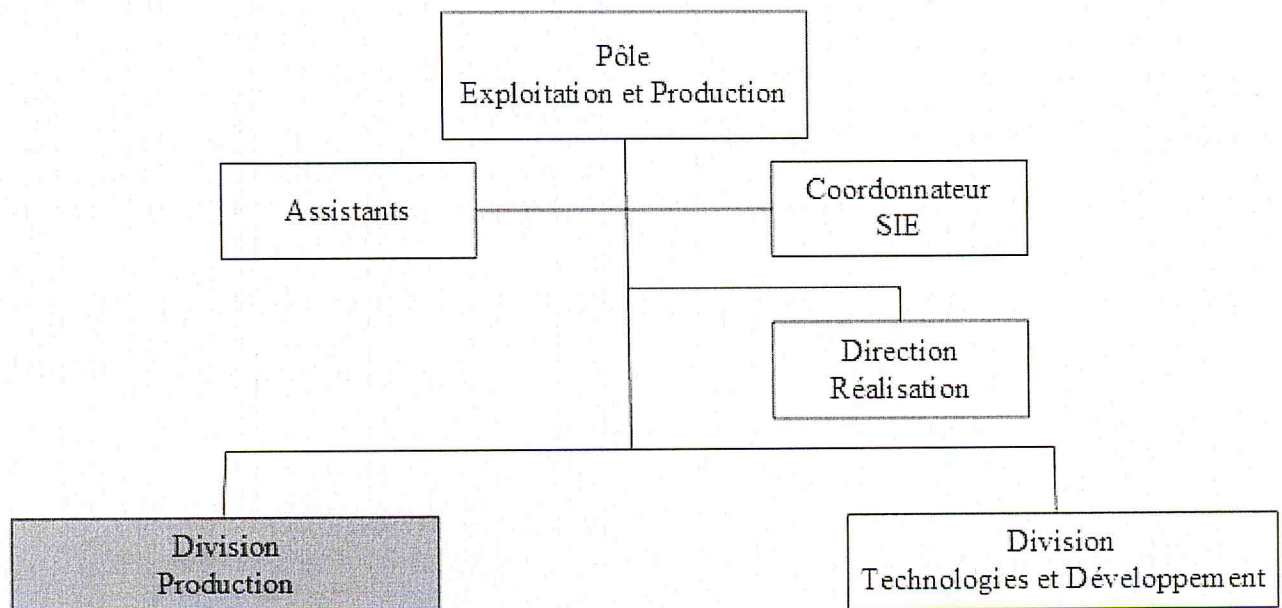 Pôle
Exploitation et Production
Assistants
Coordonnateur
SIE
Direction
Réalisation
Division
Production
Division
Technologies et Développement